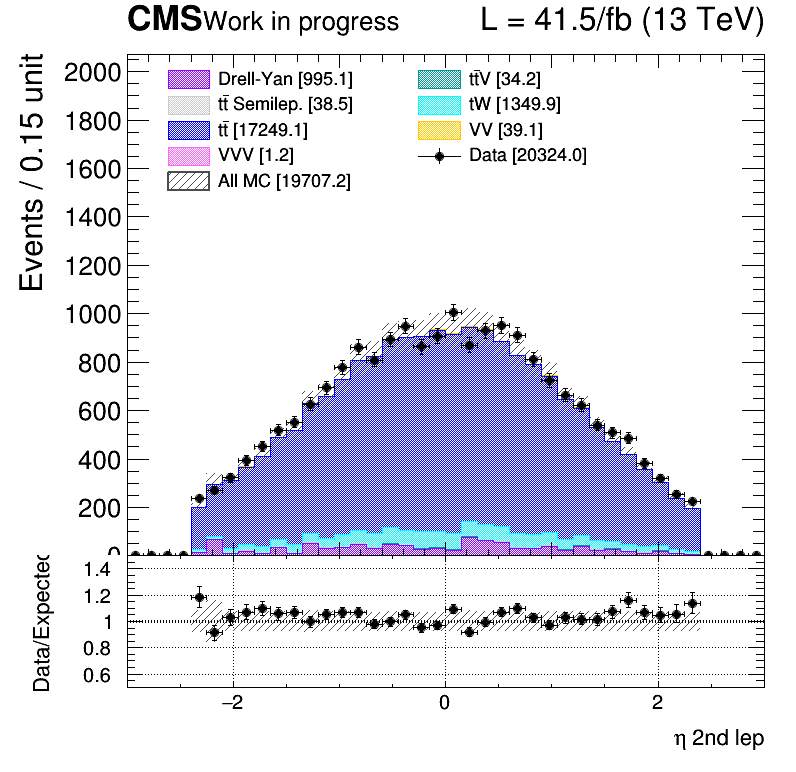 CMS Work in progress L = 41.5/fb (13 TeV)
Events / 0.15 unit
2000
1800
1600
1400
1200
1000
800
600
400
200
0
Drell-Yan [995.1]
tt̄ Semilep. [38.5]
tt̄ [17249.1]
VVV [1.2]
All MC [19707.2]
tt̄V [34.2]
tW [1349.9]
VV [39.1]
Data [20324.0]
Data/Expected
1.4
1.2
1
0.8
0.6
−2 0 2
η 2nd lep